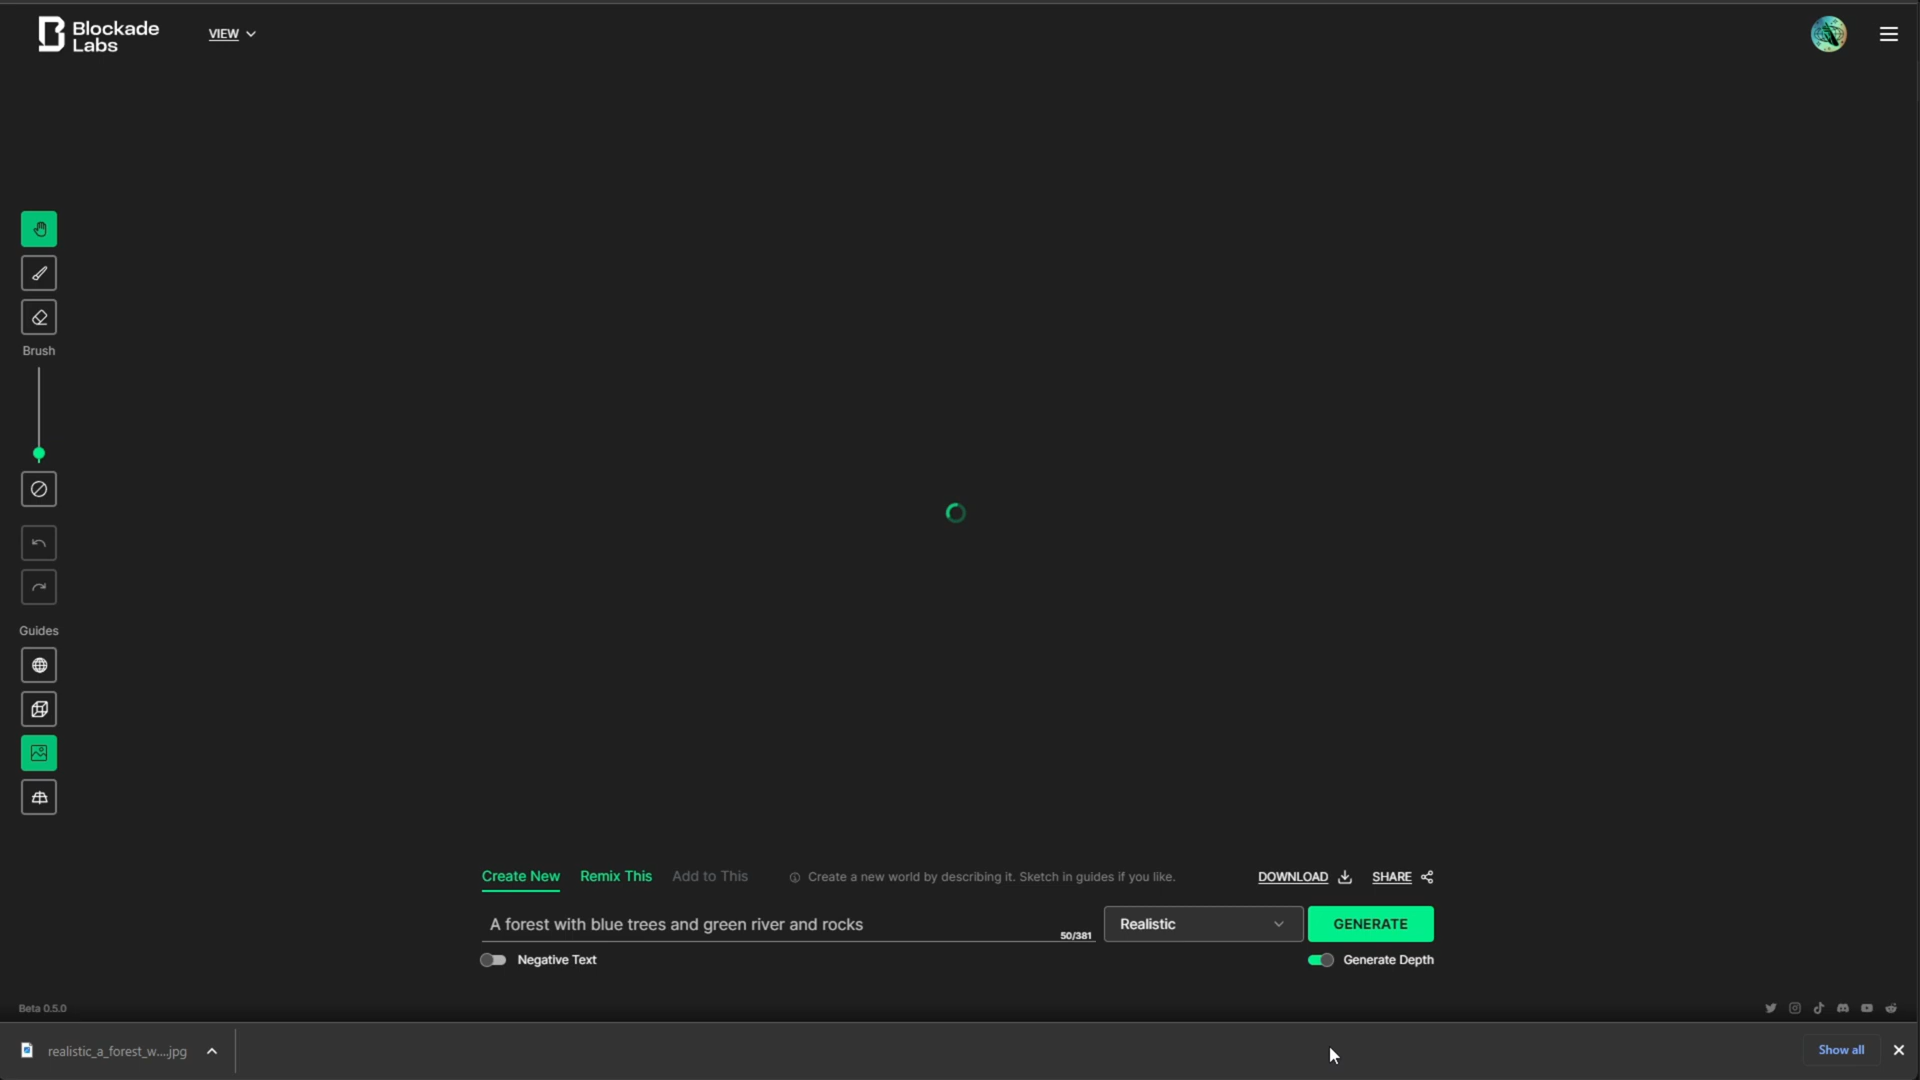 Blockade
Labs
VIEW
Brush
Guides
Create New
Remix This
Add to This
Create a new world by describing it. Sketch in guides if you like.
DOWNLOAD
SHARE
A forest with blue trees and green river and rocks
50/381
Realistic
GENERATE
Negative Text
Generate Depth
Beta 0.5.0
realistic_a_forest_w....jpg
Show all